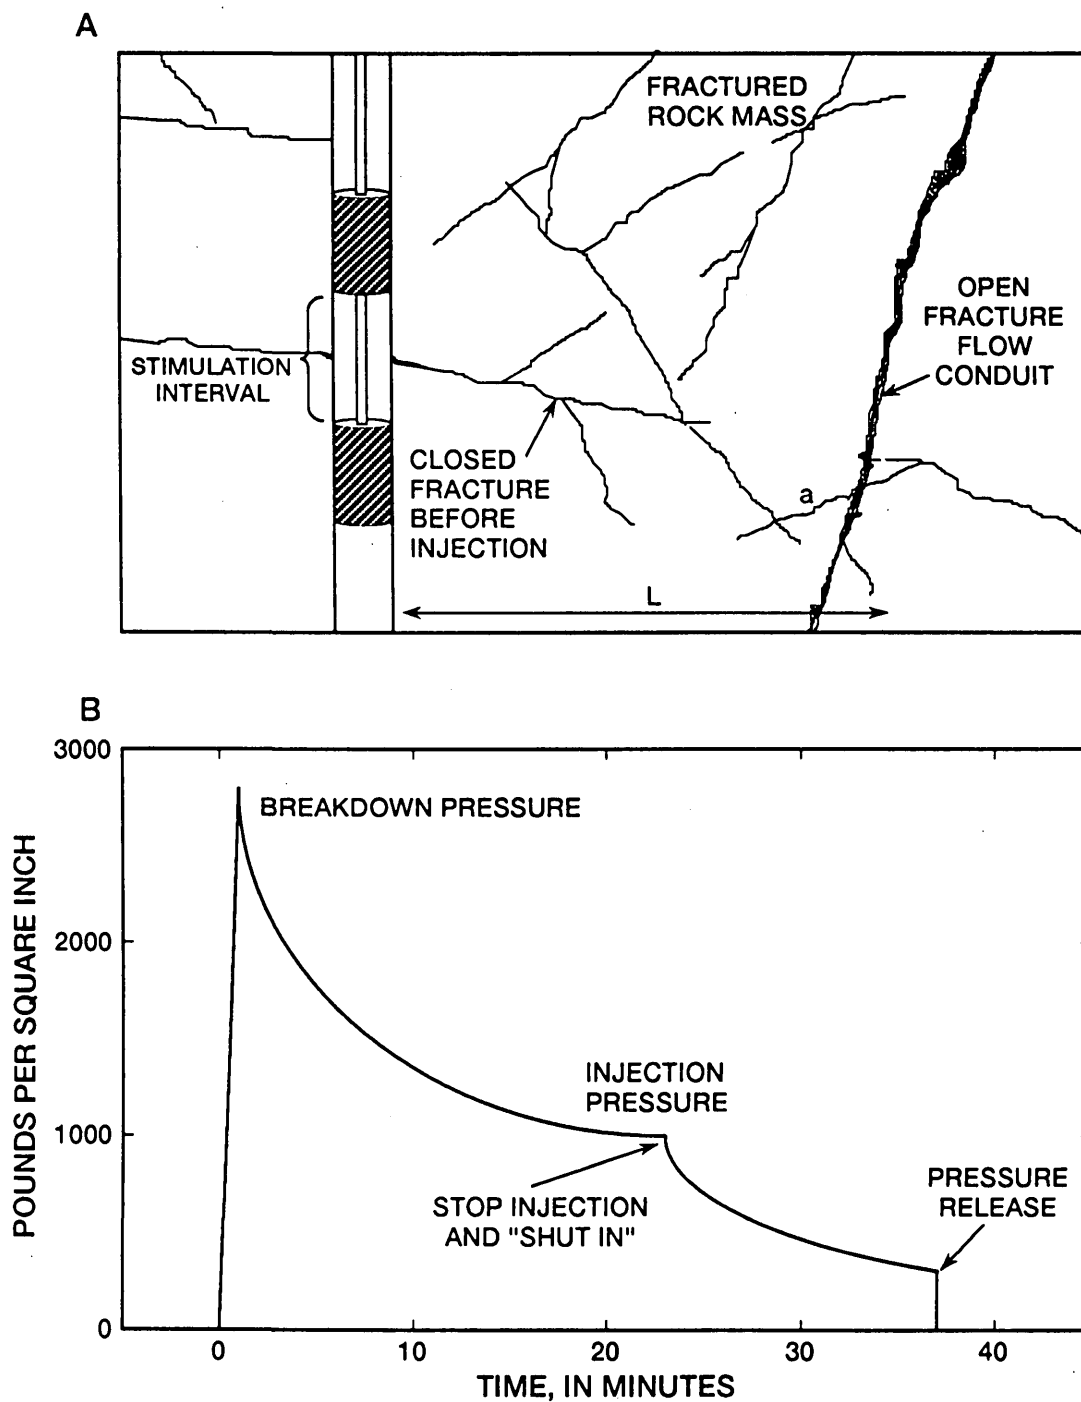 A
FRACTURED
ROCK MASS
OPEN
FRACTURE
FLOW
CONDUIT
STIMULATION
INTERVAL
CLOSED
FRACTURE
BEFORE
INJECTION
a
L
B
3000
2000
1000
0
POUNDS PER SQUARE INCH
BREAKDOWN PRESSURE
INJECTION
PRESSURE
STOP INJECTION
AND "SHUT IN"
PRESSURE
RELEASE
0
10
20
30
40
TIME, IN MINUTES